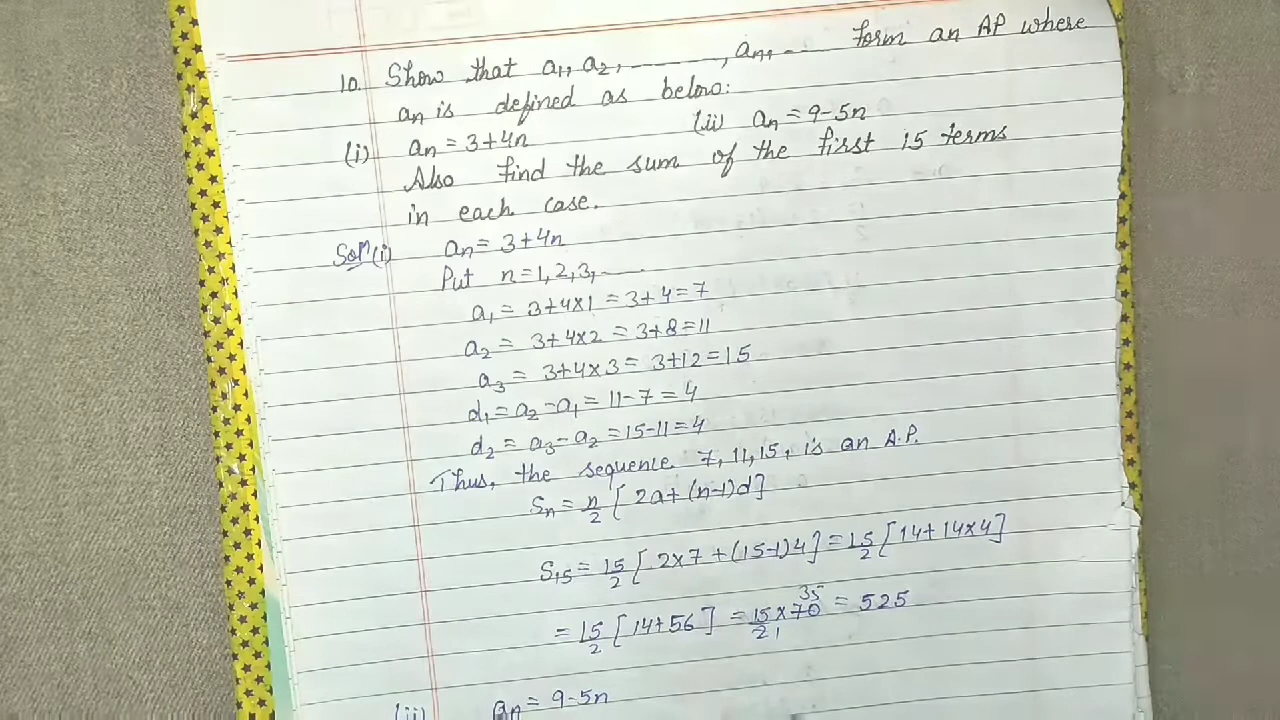 10. Show that a₁, a₂, ———, aₙ, -- form an AP where
aₙ is defined as below:
(i) aₙ = 3+4n (ii) aₙ = 9-5n
Also find the sum of the first 15 terms
in each case.
Solⁿ(i) aₙ = 3+4n
Put n=1,2,3,——
a₁ = 3+4×1 = 3+4 = 7
a₂ = 3+4×2 = 3+8 = 11
a₃ = 3+4×3 = 3+12 = 15
d₁ = a₂-a₁ = 11-7 = 4
d₂ = a₃-a₂ = 15-11 = 4
Thus, the sequence 7, 11, 15, is an A.P.
Sₙ = n/2 [2a+(n-1)d]
S₁₅ = 15/2 [2×7+(15-1)4] = 15/2 [14+14×4]
= 15/2 [14+56] = 15/2 × 70 35 1 = 525
(ii) aₙ = 9-5n